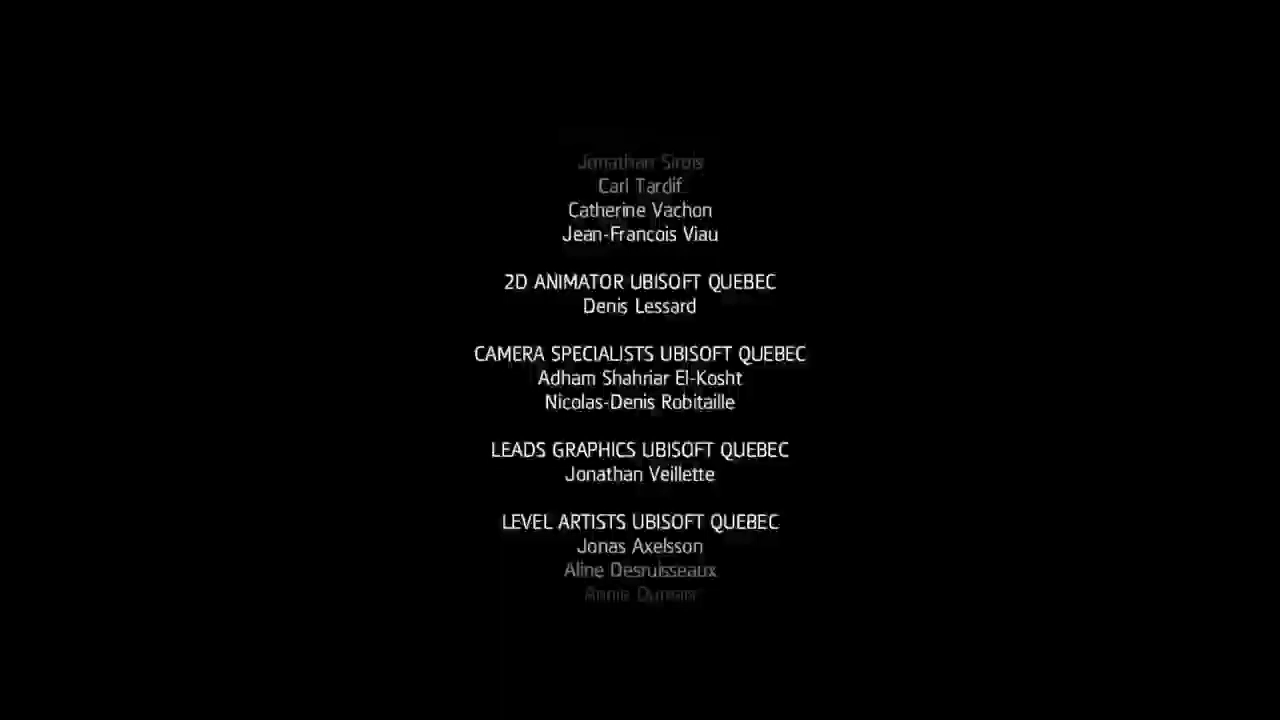 Jonathan Sirois
Carl Tardif
Catherine Vachon
Jean-Francois Viau
2D ANIMATOR UBISOFT QUEBEC
Denis Lessard
CAMERA SPECIALISTS UBISOFT QUEBEC
Adham Shahriar El-Kosht
Nicolas-Denis Robitaille
LEADS GRAPHICS UBISOFT QUEBEC
Jonathan Veillette
LEVEL ARTISTS UBISOFT QUEBEC
Jonas Axelsson
Aline Desruisseaux
Annie